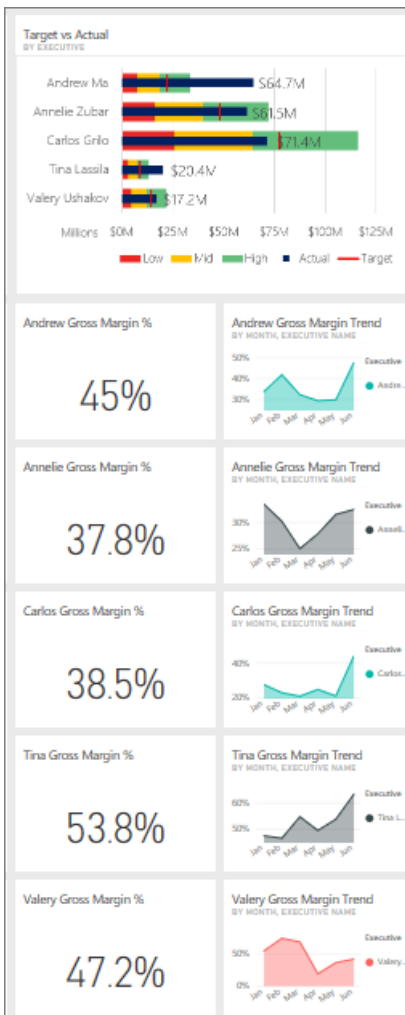 Target vs Actual
BY EXECUTIVE
Andrew Ma $64.7M
Annelie Zubar $61.5M
Carlos Grilo $71.4M
Tina Lassila $20.4M
Valery Ushakov $17.2M
Millions $0M $25M $50M $75M $100M $125M
Low Mid High Actual Target
Andrew Gross Margin %
45%
Andrew Gross Margin Trend
BY MONTH, EXECUTIVE NAME
50%
40%
30%
Jan Feb Mar Apr May Jun
Executive
Andre...
Annelie Gross Margin %
37.8%
Annelie Gross Margin Trend
BY MONTH, EXECUTIVE NAME
30%
25%
Jan Feb Mar Apr May Jun
Executive
Anneli...
Carlos Gross Margin %
38.5%
Carlos Gross Margin Trend
BY MONTH, EXECUTIVE NAME
40%
20%
Jan Feb Mar Apr May Jun
Executive
Carlos...
Tina Gross Margin %
53.8%
Tina Gross Margin Trend
BY MONTH, EXECUTIVE NAME
60%
50%
Jan Feb Mar Apr May Jun
Executive
Tina L...
Valery Gross Margin %
47.2%
Valery Gross Margin Trend
BY MONTH, EXECUTIVE NAME
50%
0%
Jan Feb Mar Apr May Jun
Executive
Valery...